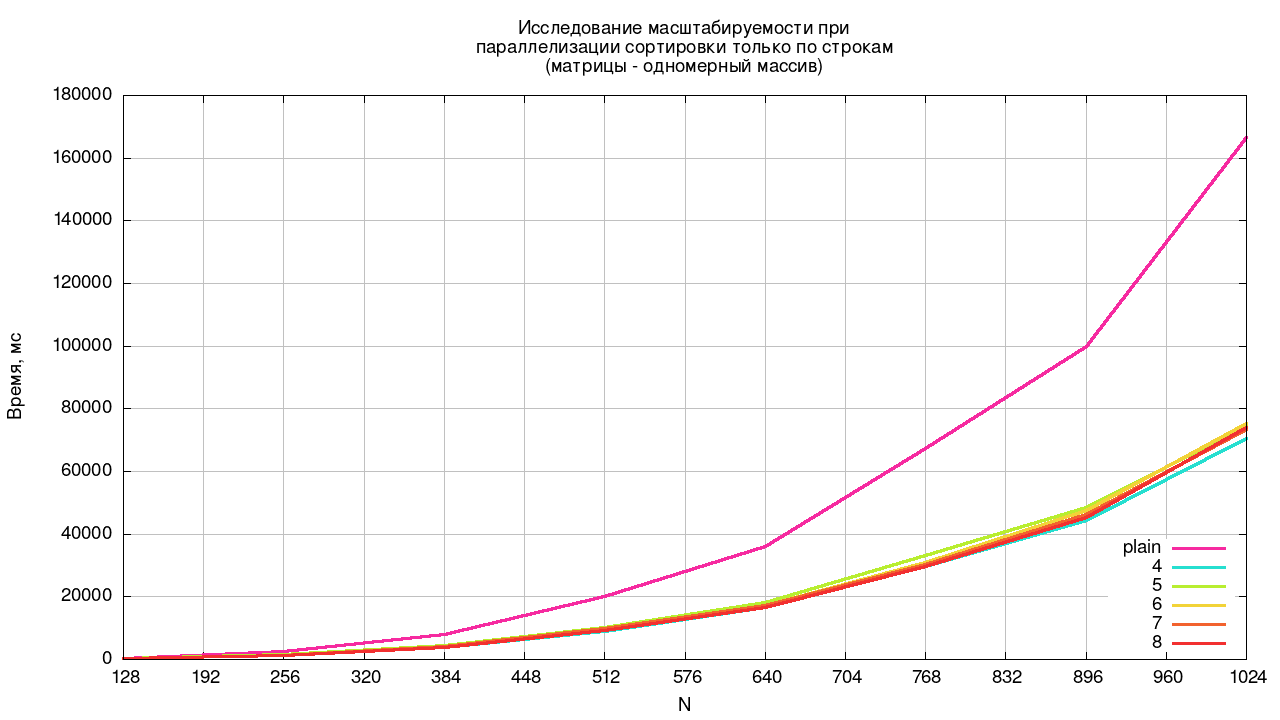 Исследование масштабируемости при
параллелизации сортировки только по строкам
(матрицы - одномерный массив)
180000
160000
140000
120000
100000
80000
60000
40000
20000
0
Время, мс
plain
4
5
6
7
8
128 192 256 320 384 448 512 576 640 704 768 832 896 960 1024
N